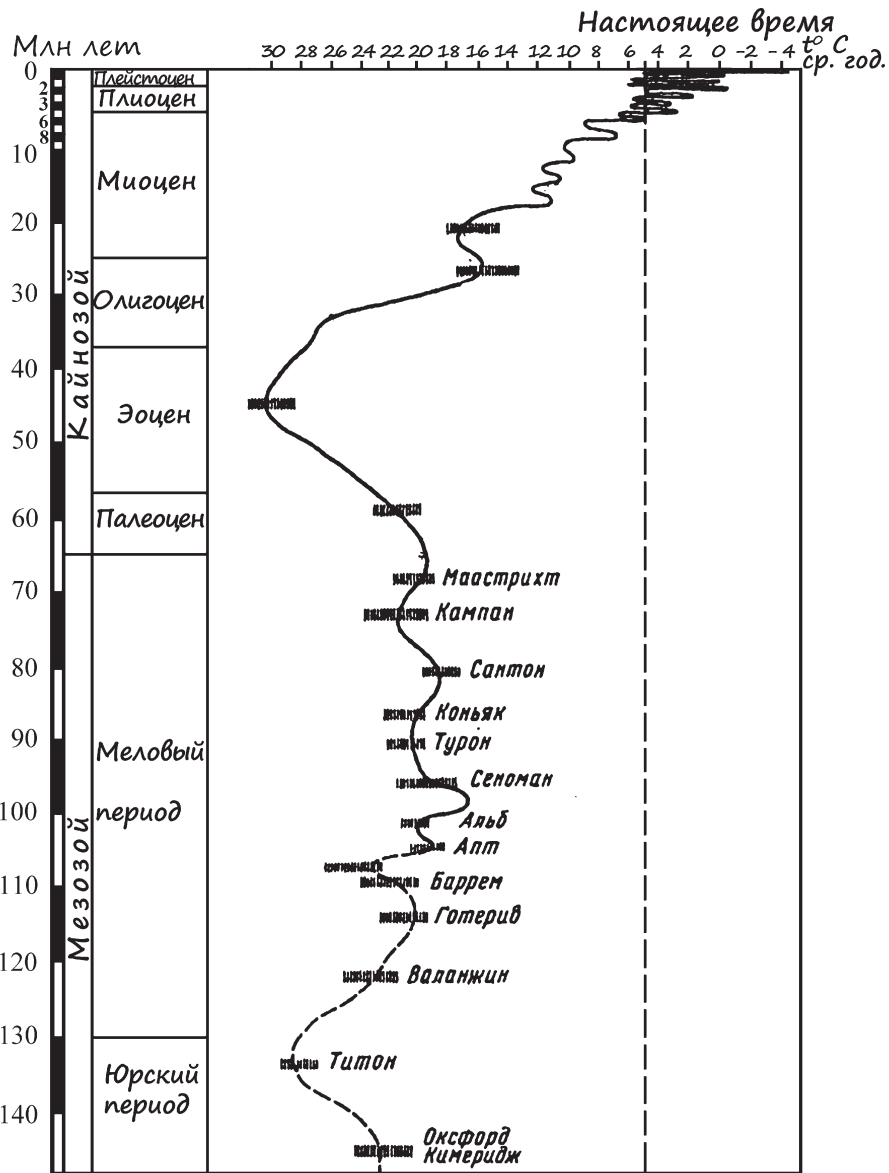 Настоящее время
Млн лет
30 28 26 24 22 20 18 16 14 12 10 8 6 4 2 0 –2 –4 t° C
ср. год.
0
Плейстоцен
2
Плиоцен
3
6
8
10
Миоцен
20
30
Олигоцен
Кайнозой
40
Эоцен
50
60
Палеоцен
70
Маастрихт
Кампан
80
Сантон
Коньяк
90
Турон
Меловый
Сеноман
100
период
Альб
Апт
Мезозой
110
Баррем
Готерив
120
Валанжин
130
Титон
Юрский
период
140
Оксфорд
Кимеридж